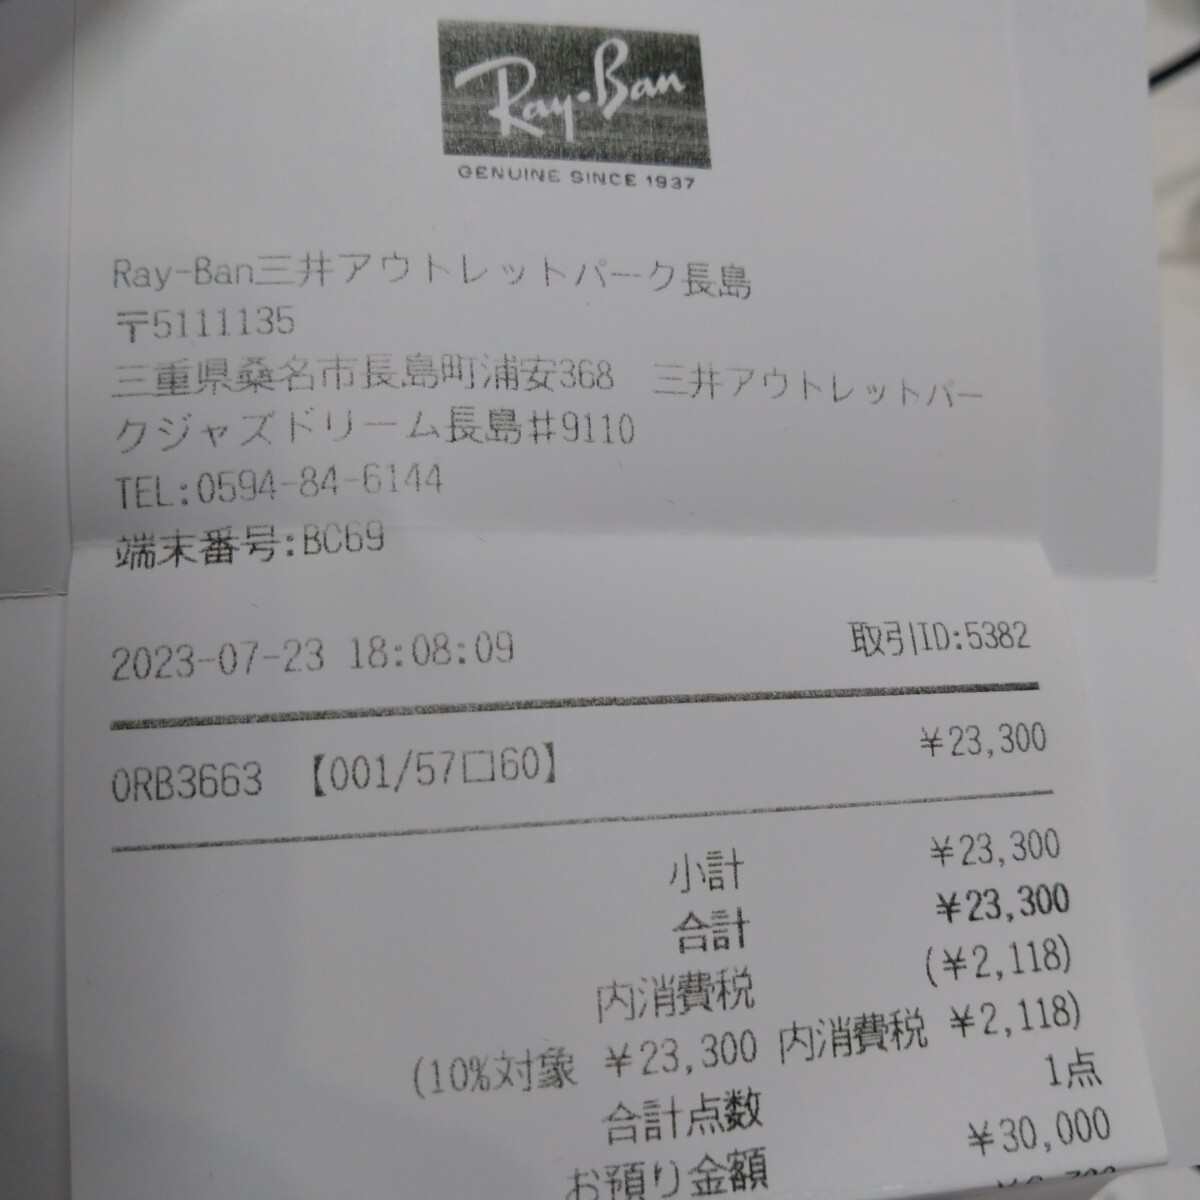 Ray-Ban
GENUINE SINCE 1937
Ray-Ban三井アウトレットパーク長島
〒5111135
三重県桑名市長島町浦安368　三井アウトレットパー
クジャズドリーム長島#9110
TEL:0594-84-6144
端末番号:BC69
2023-07-23 18:08:09 取引ID:5382
0RB3663 【001/57□60】 ¥23,300
小計 ¥23,300
合計 ¥23,300
内消費税 (¥2,118)
(10%対象 ¥23,300 内消費税 ¥2,118)
合計点数 1点
お預り金額 ¥30,000